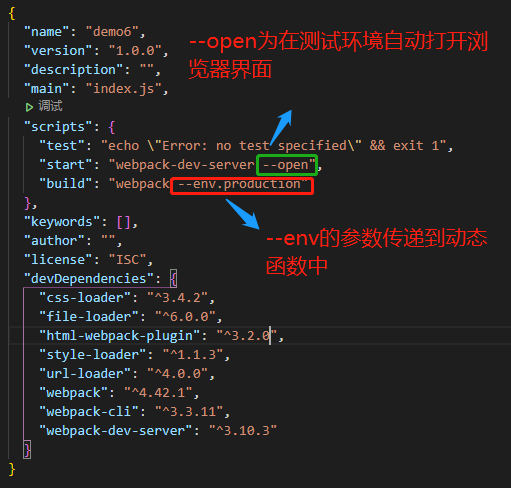 {
"name": "demo6",
"version": "1.0.0",
"description": "",
"main": "index.js",
调试
"scripts": {
"test": "echo \"Error: no test specified\" && exit 1",
"start": "webpack-dev-server --open",
"build": "webpack --env.production"
},
"keywords": [],
"author": "",
"license": "ISC",
"devDependencies": {
"css-loader": "^3.4.2",
"file-loader": "^6.0.0",
"html-webpack-plugin": "^3.2.0",
"style-loader": "^1.1.3",
"url-loader": "^4.0.0",
"webpack": "^4.42.1",
"webpack-cli": "^3.3.11",
"webpack-dev-server": "^3.10.3"
}
}
--open为在测试环境自动打开浏
览器界面
--env的参数传递到动态
函数中